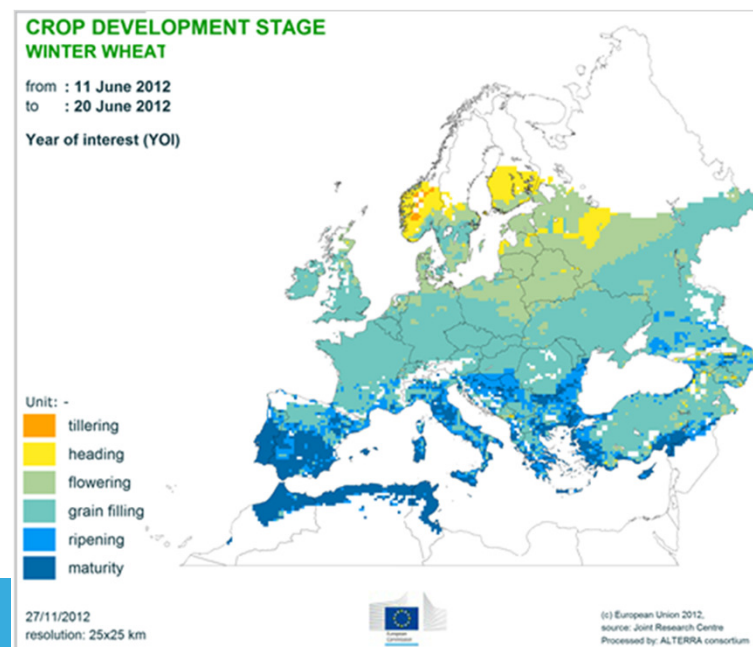 CROP DEVELOPMENT STAGE
WINTER WHEAT
from : 11 June 2012
to : 20 June 2012
Year of interest (YOI)
Unit: -
tillering
heading
flowering
grain filling
ripening
maturity
27/11/2012
resolution: 25x25 km
European
Commission
(c) European Union 2012,
source: Joint Research Centre
Processed by: ALTERRA consortium